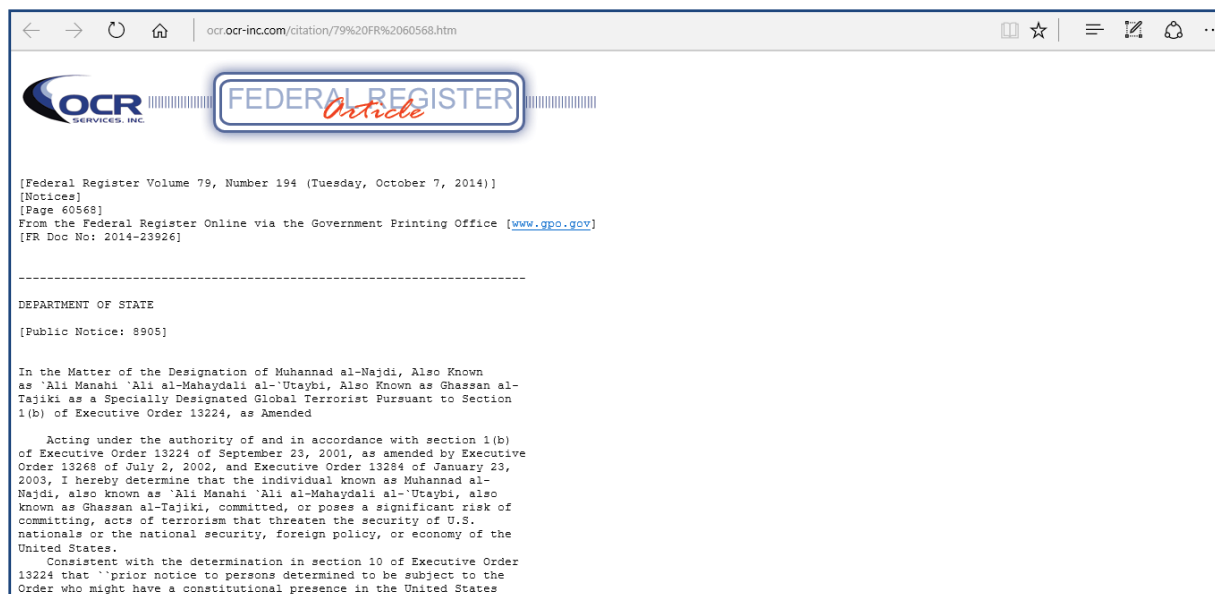 ocr.ocr-inc.com/citation/79%20FR%2060568.htm
OCR
SERVICES, INC.
FEDERAL REGISTER
Article
[Federal Register Volume 79, Number 194 (Tuesday, October 7, 2014)]
[Notices]
[Page 60568]
From the Federal Register Online via the Government Printing Office [www.gpo.gov]
[FR Doc No: 2014-23926]
-----------------------------------------------------------------------
DEPARTMENT OF STATE
[Public Notice: 8905]
In the Matter of the Designation of Muhannad al-Najdi, Also Known
as `Ali Manahi `Ali al-Mahaydali al-`Utaybi, Also Known as Ghassan al-
Tajiki as a Specially Designated Global Terrorist Pursuant to Section
1(b) of Executive Order 13224, as Amended
Acting under the authority of and in accordance with section 1(b)
of Executive Order 13224 of September 23, 2001, as amended by Executive
Order 13268 of July 2, 2002, and Executive Order 13284 of January 23,
2003, I hereby determine that the individual known as Muhannad al-
Najdi, also known as `Ali Manahi `Ali al-Mahaydali al-`Utaybi, also
known as Ghassan al-Tajiki, committed, or poses a significant risk of
committing, acts of terrorism that threaten the security of U.S.
nationals or the national security, foreign policy, or economy of the
United States.
Consistent with the determination in section 10 of Executive Order
13224 that ``prior notice to persons determined to be subject to the
Order who might have a constitutional presence in the United States